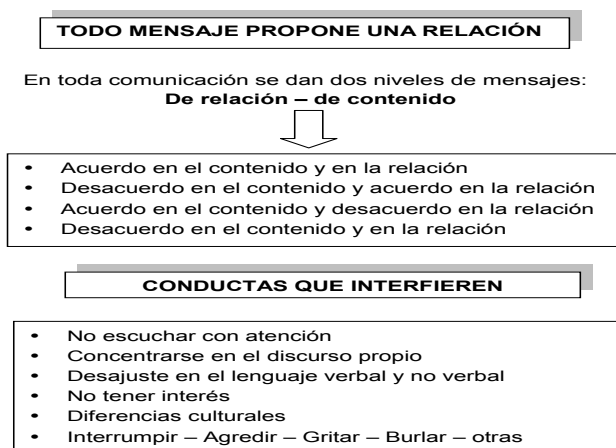 TODO MENSAJE PROPONE UNA RELACIÓN
En toda comunicación se dan dos niveles de mensajes:
De relación – de contenido
• Acuerdo en el contenido y en la relación
• Desacuerdo en el contenido y acuerdo en la relación
• Acuerdo en el contenido y desacuerdo en la relación
• Desacuerdo en el contenido y en la relación
CONDUCTAS QUE INTERFIEREN
• No escuchar con atención
• Concentrarse en el discurso propio
• Desajuste en el lenguaje verbal y no verbal
• No tener interés
• Diferencias culturales
• Interrumpir – Agredir – Gritar – Burlar – otras